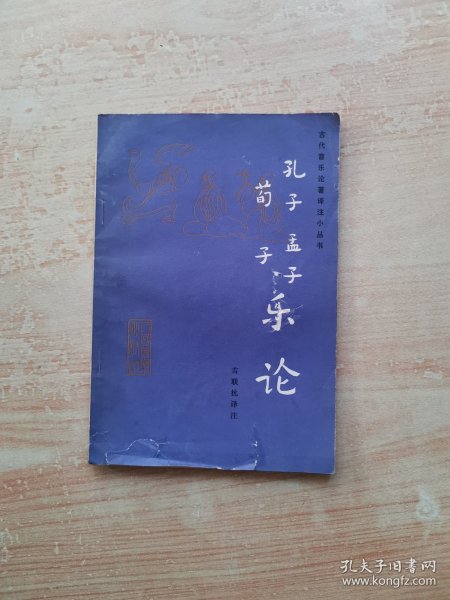 古代音乐论著译注小丛书
孔子孟子
荀子
乐论
吉联抗译注
孔夫子旧书网
www.kongfz.com